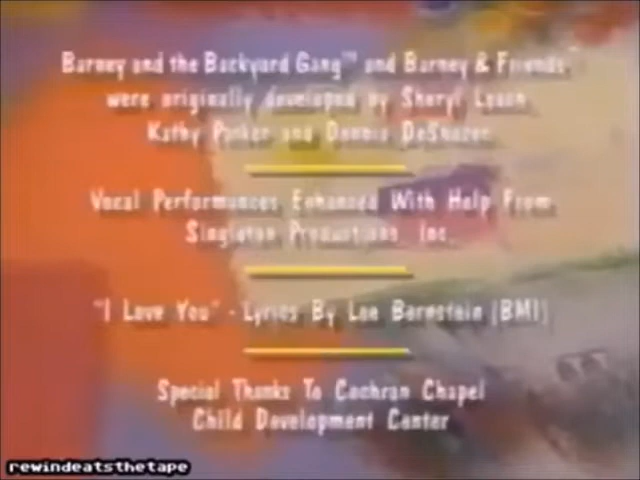 Barney and the Backyard Gang™ and Barney & Friends™
were originally developed by Sheryl Leach,
Kathy Parker and Dennis DeShazer.
Vocal Performances Enhanced With Help From
Singleton Productions, Inc.
"I Love You" - Lyrics By Lee Bernstein (BMI)
Special Thanks To Cochran Chapel
Child Development Center
rewindeatsthetape